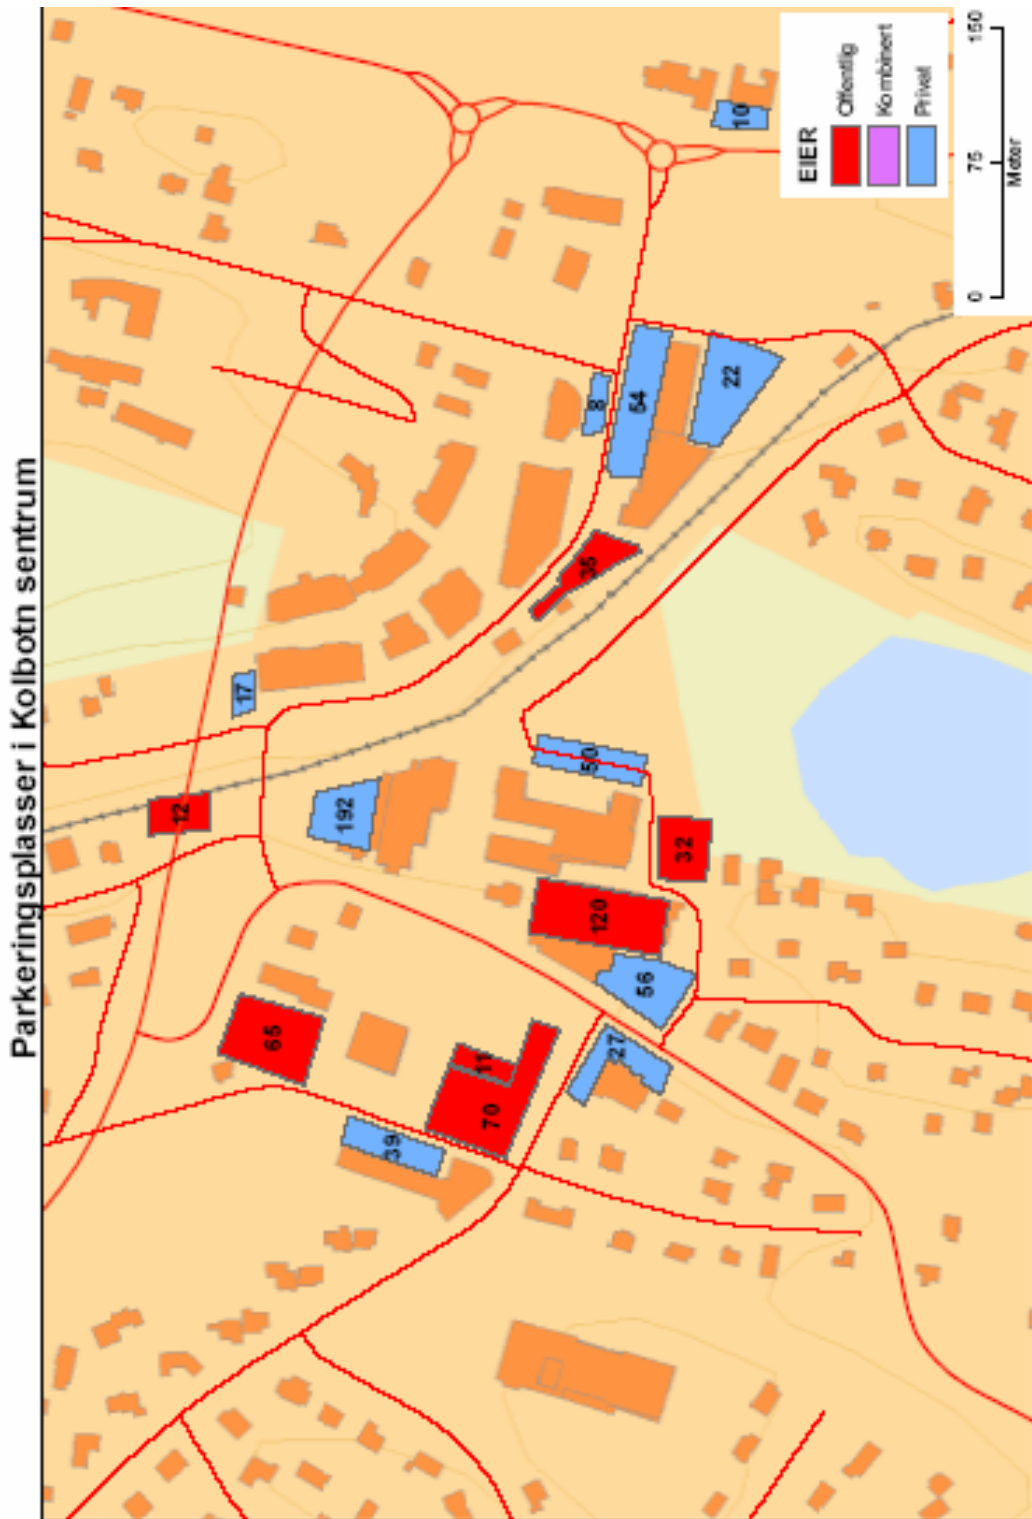 Parkeringsplasser i Kolbotn sentrum
12
17
65
192
39
11
70
35
50
8
120
27
54
56
32
22
10
EIER
Offentlig
Kombinert
Privat
0 75 150
Meter